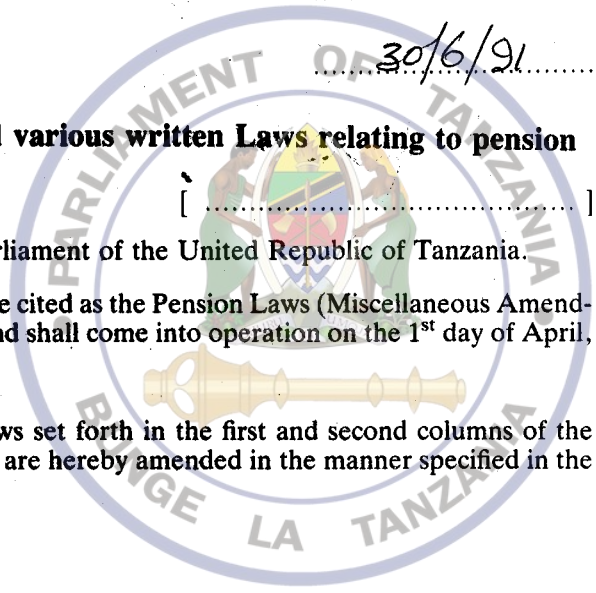 30/6/91
various written Laws relating to pension
[ .......................................................... ]
rliament of the United Republic of Tanzania.
e cited as the Pension Laws (Miscellaneous Amend-
nd shall come into operation on the 1st day of April,
ws set forth in the first and second columns of the
are hereby amended in the manner specified in the
PARLIAMENT OF TANZANIA
BUNGE LA TANZANIA